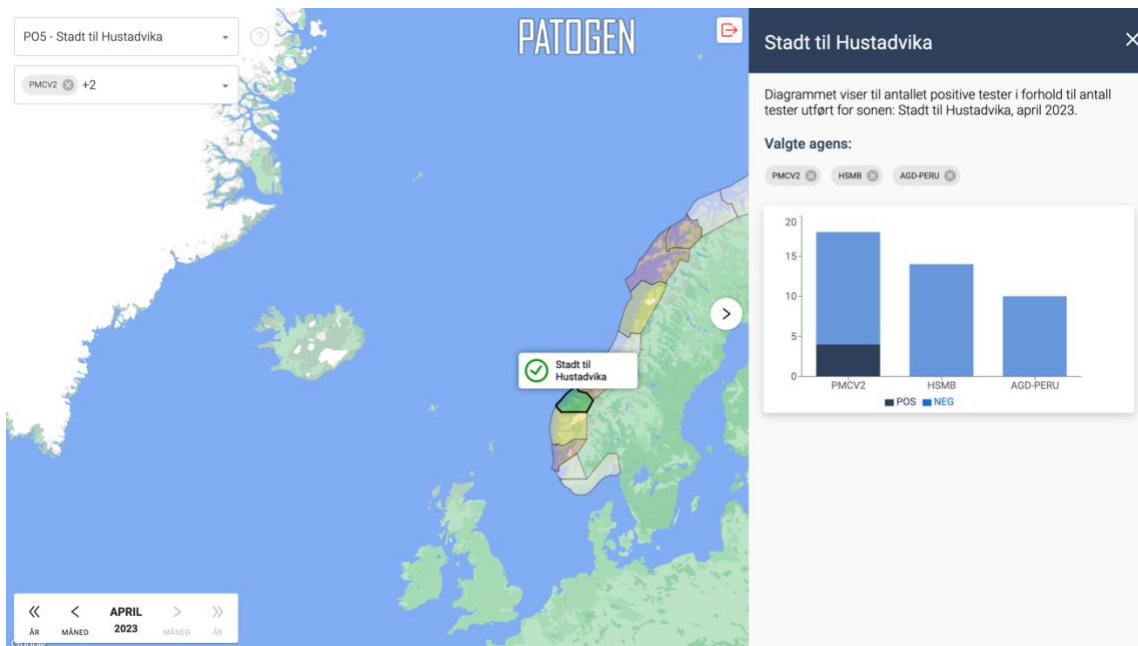 PO5 - Stadt til Hustadvika
PMCV2 +2
PATOGEN
Stadt til
Hustadvika
«
<
APRIL
>
»
ÅR
MÅNED
2023
MÅNED
ÅR
Stadt til Hustadvika
Diagrammet viser til antallet positive tester i forhold til antall
tester utført for sonen: Stadt til Hustadvika, april 2023.
Valgte agens:
PMCV2
HSMB
AGD-PERU
20
15
10
5
0
PMCV2
HSMB
AGD-PERU
POS
NEG